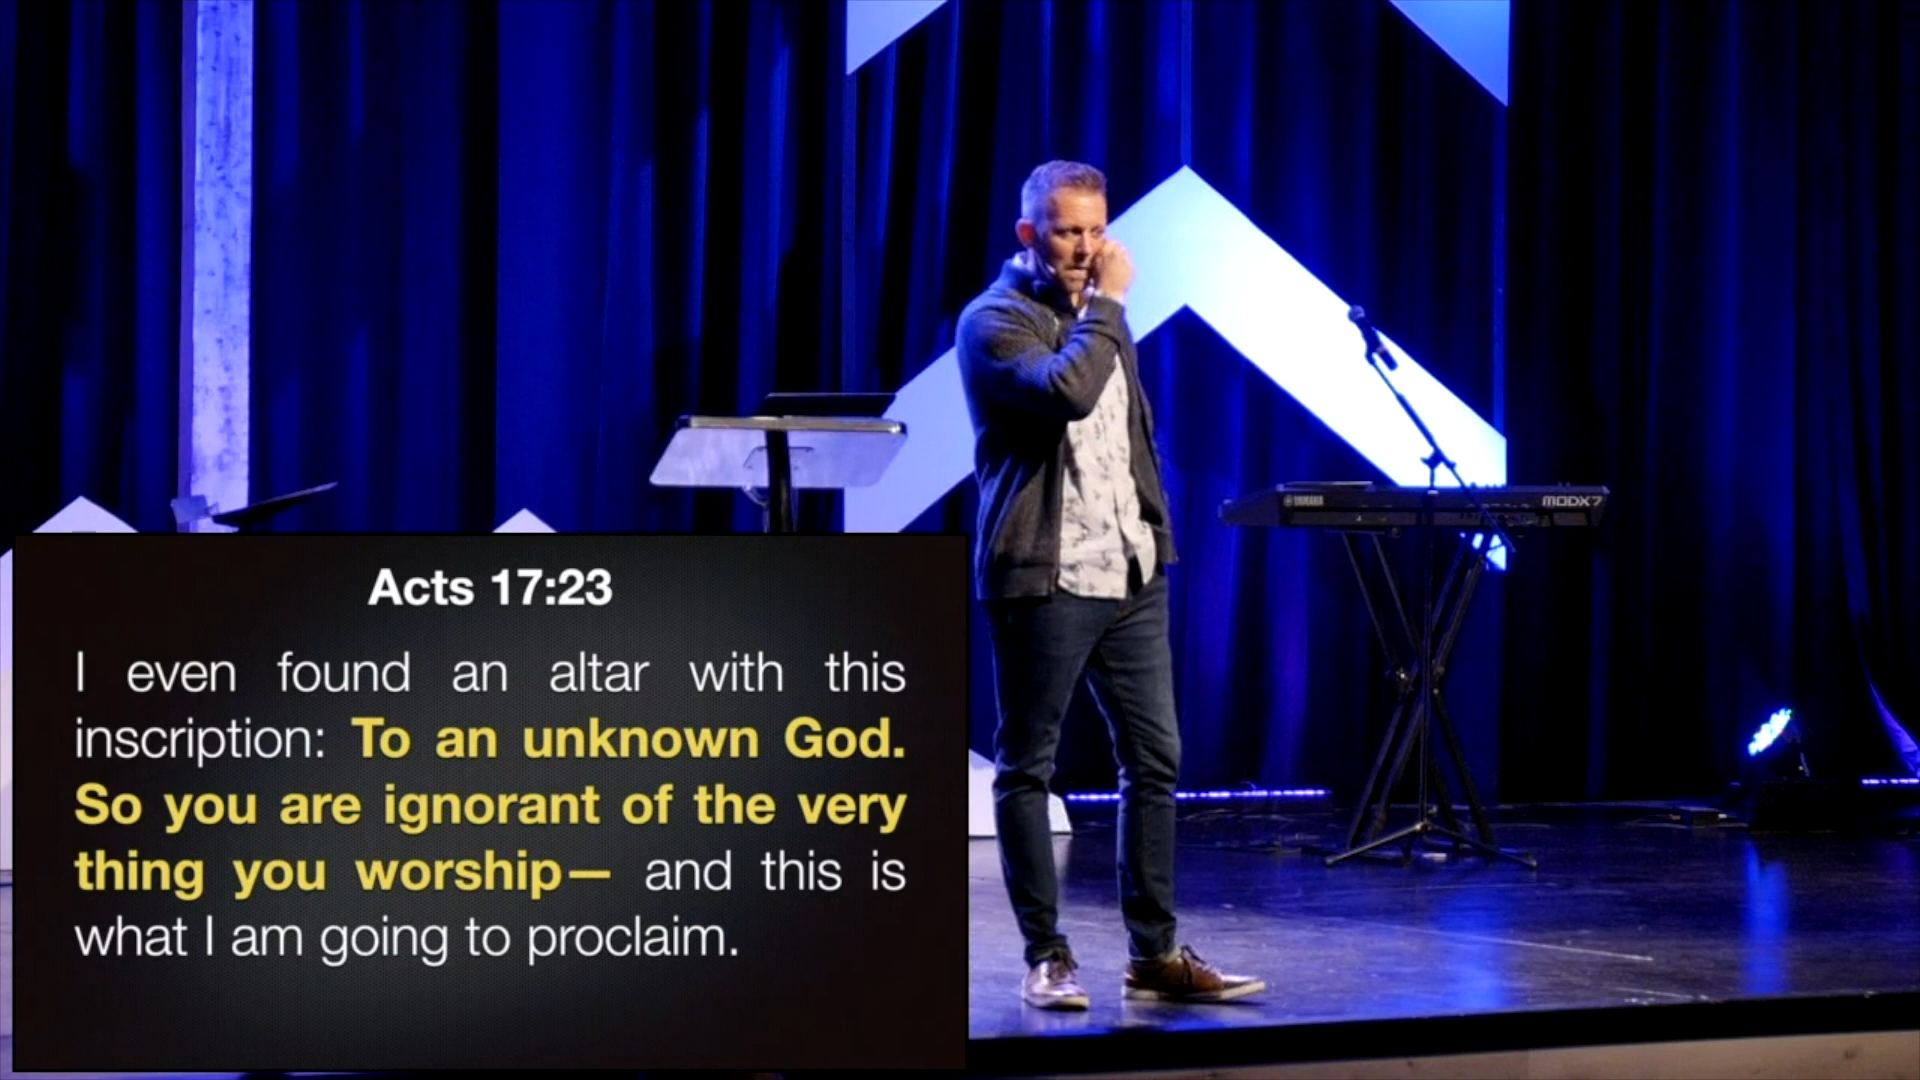 Acts 17:23
I even found an altar with this
inscription: To an unknown God.
So you are ignorant of the very
thing you worship— and this is
what I am going to proclaim.
YAMAHA
MODX7